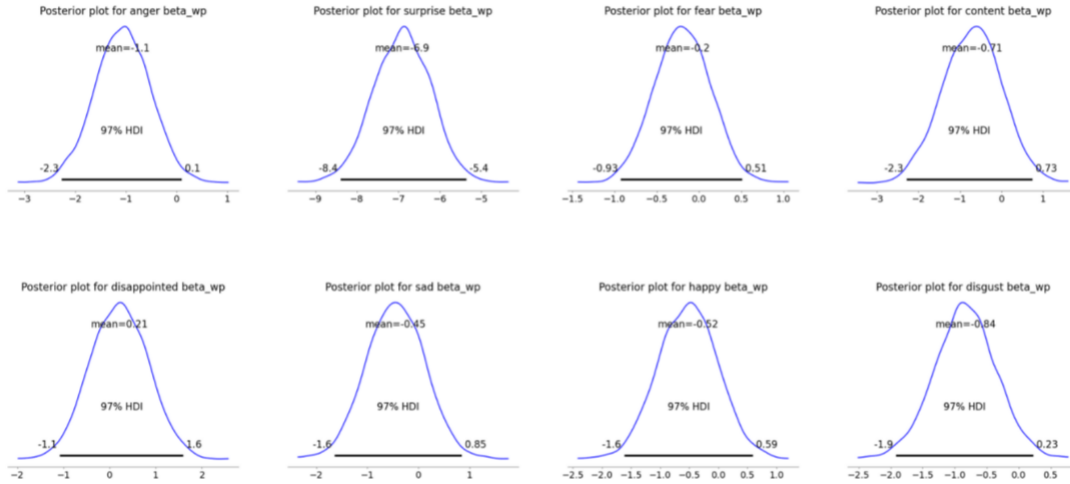 Posterior plot for anger beta_wp
mean=-1.1
97% HDI
-2.3 0.1
−3 −2 −1 0 1
Posterior plot for surprise beta_wp
mean=-6.9
97% HDI
-8.4 -5.4
−9 −8 −7 −6 −5
Posterior plot for fear beta_wp
mean=-0.2
97% HDI
-0.93 0.51
−1.5 −1.0 −0.5 0.0 0.5 1.0
Posterior plot for content beta_wp
mean=-0.71
97% HDI
-2.3 0.73
−3 −2 −1 0 1
Posterior plot for disappointed beta_wp
mean=0.21
97% HDI
-1.1 1.6
−2 −1 0 1 2
Posterior plot for sad beta_wp
mean=-0.45
97% HDI
-1.6 0.85
−2 −1 0 1
Posterior plot for happy beta_wp
mean=-0.52
97% HDI
-1.6 0.59
−2.5 −2.0 −1.5 −1.0 −0.5 0.0 0.5 1.0
Posterior plot for disgust beta_wp
mean=-0.84
97% HDI
-1.9 0.23
−2.5 −2.0 −1.5 −1.0 −0.5 0.0 0.5